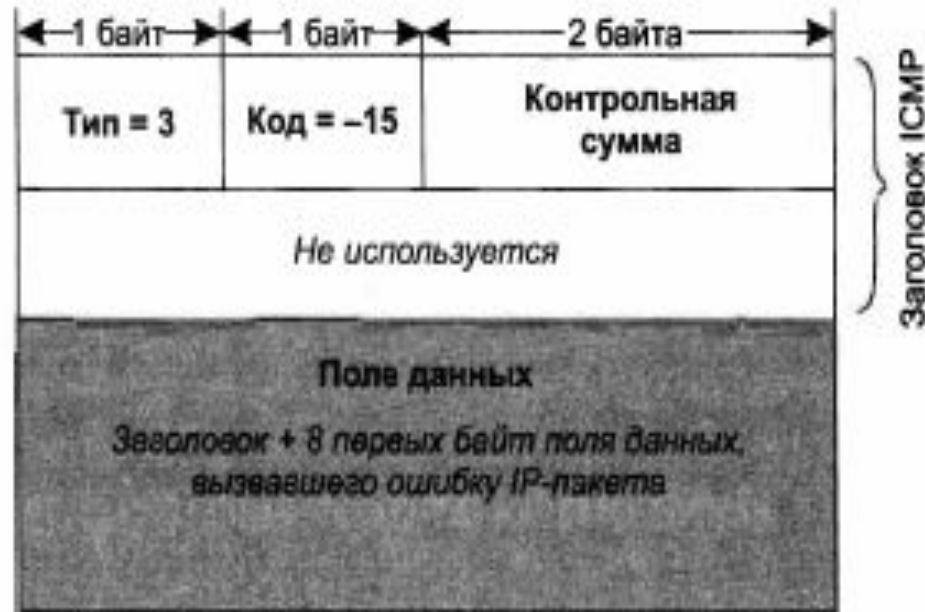 1 байт 1 байт 2 байта
Тип = 3 Код = –15 Контрольная
сумма
Заголовок ICMP
Не используется
Поле данных
Заголовок + 8 первых байт поля данных,
вызвавшего ошибку IP-пакета